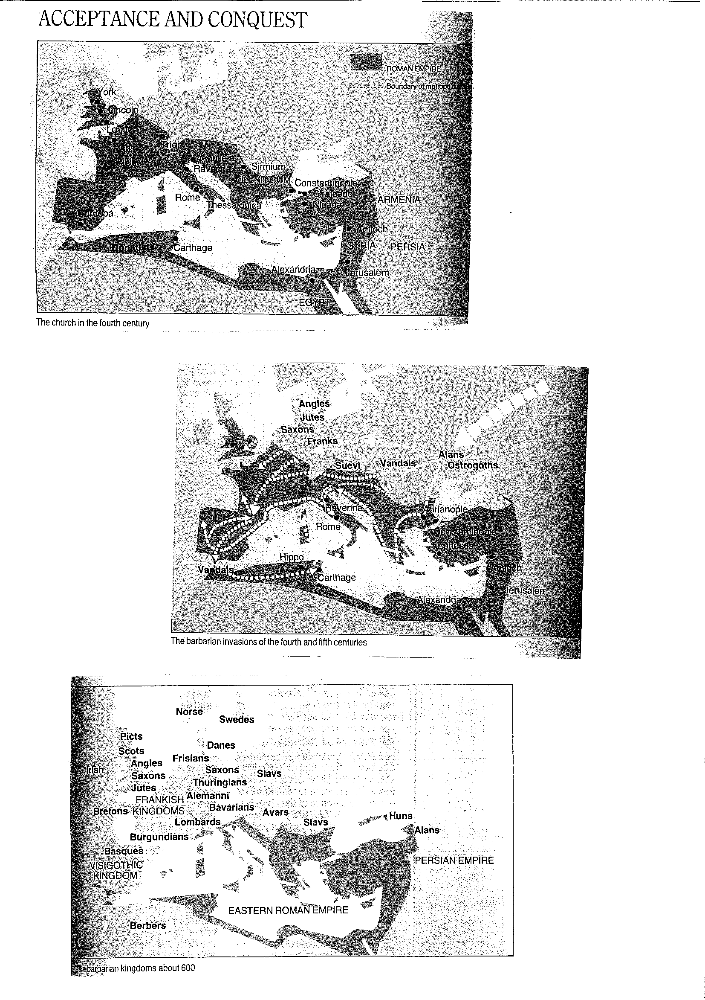 ACCEPTANCE AND CONQUEST
ROMAN EMPIRE
Boundary of
York
Lincoln
London
Paris
Trier
GAUL
Aquileia
Ravenna
Sirmium
ILLYRICUM
Constantinople
Chalcedon
Nicaea
ARMENIA
Rome
Thessalonica
Cordoba
Antioch
Donatists
Carthage
SYRIA
PERSIA
Alexandria
Jerusalem
EGYPT
The church in the fourth century
Angles
Jutes
Saxons
Franks
Alans
Ostrogoths
Suevi
Vandals
Ravenna
Adrianople
Rome
Constantinople
Ephesus
Hippo
Vandals
Carthage
Antioch
Jerusalem
Alexandria
The barbarian invasions of the fourth and fifth centuries
Norse
Swedes
Picts
Danes
Scots
Frisians
Angles
Irish
Saxons
Saxons
Slavs
Jutes
Thuringians
FRANKISH
KINGDOMS
Alemanni
Bretons
Bavarians
Avars
Huns
Lombards
Slavs
Alans
Burgundians
Basques
VISIGOTHIC
KINGDOM
PERSIAN EMPIRE
EASTERN ROMAN EMPIRE
Berbers
The barbarian kingdoms about 600